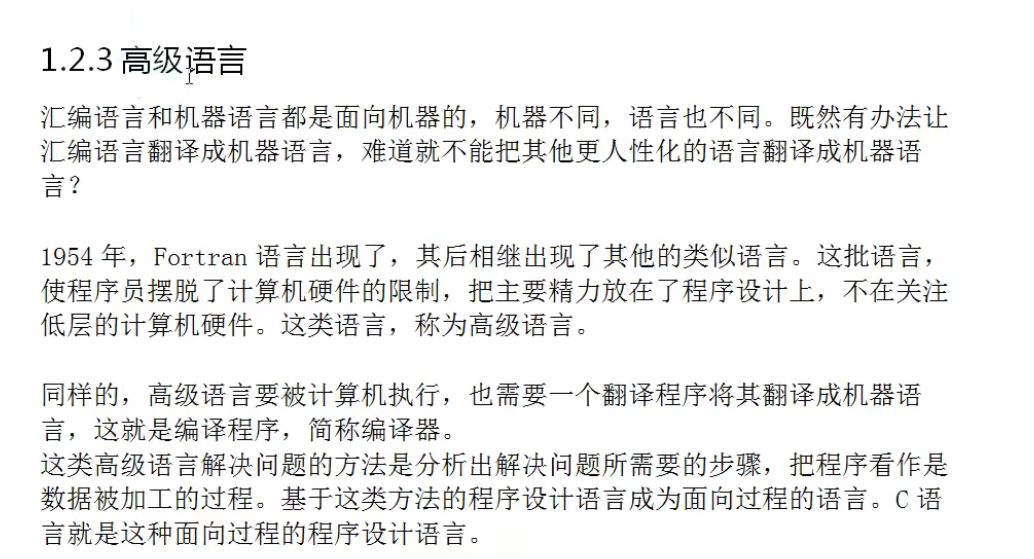 1.2.3 高级语言
汇编语言和机器语言都是面向机器的，机器不同，语言也不同。既然有办法让
汇编语言翻译成机器语言，难道就不能把其他更人性化的语言翻译成机器语
言？
1954 年，Fortran 语言出现了，其后相继出现了其他的类似语言。这批语言，
使程序员摆脱了计算机硬件的限制，把主要精力放在了程序设计上，不在关注
低层的计算机硬件。这类语言，称为高级语言。
同样的，高级语言要被计算机执行，也需要一个翻译程序将其翻译成机器语
言，这就是编译程序，简称编译器。
这类高级语言解决问题的方法是分析出解决问题所需要的步骤，把程序看作是
数据被加工的过程。基于这类方法的程序设计语言成为面向过程的语言。C 语
言就是这种面向过程的程序设计语言。